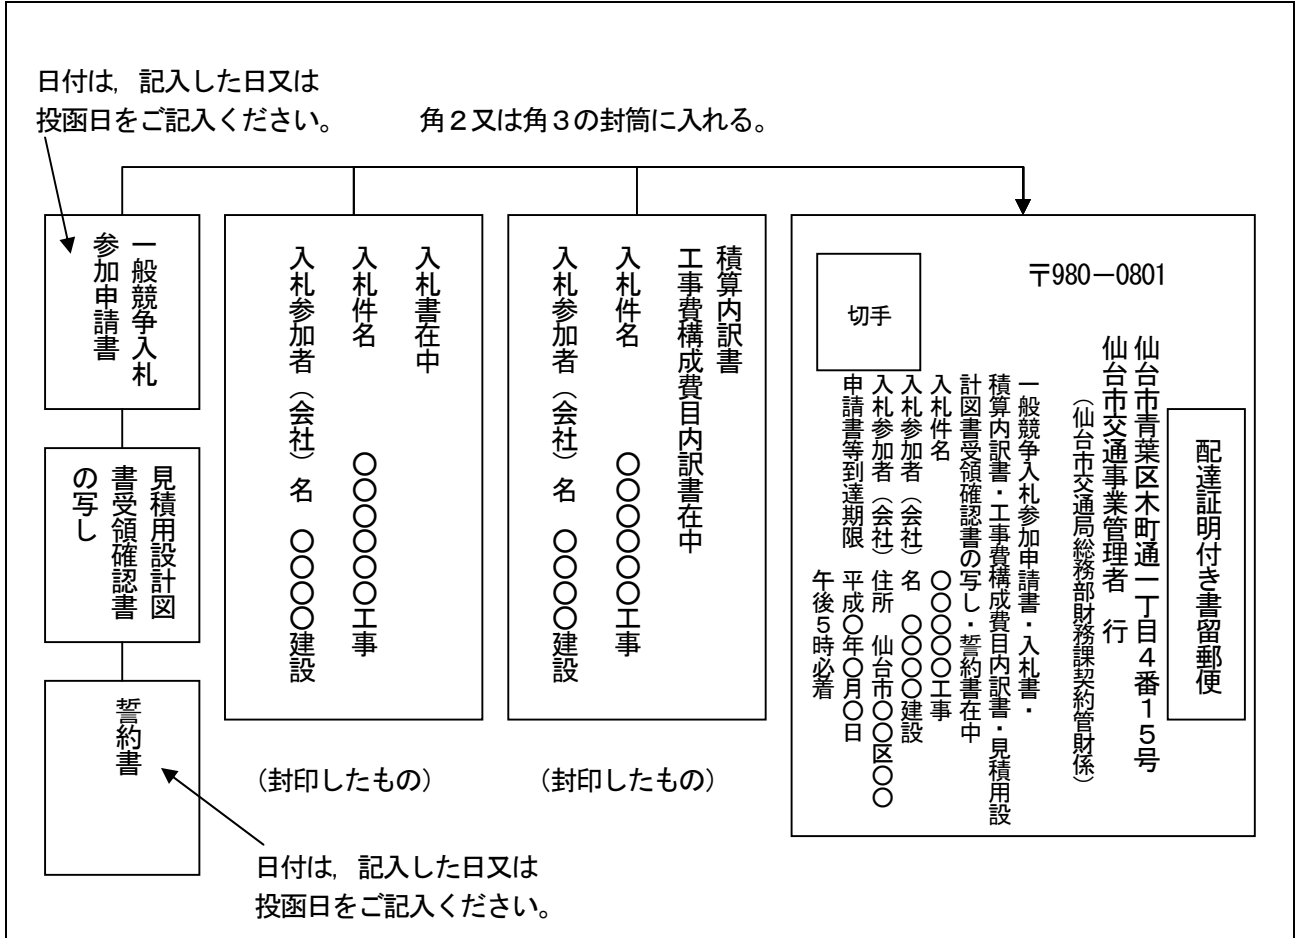 日付は，記入した日又は
投函日をご記入ください。
角２又は角３の封筒に入れる。
一般競争入札
参加申請書
見積用設計図
書受領確認書
の写し
誓約書
入札書在中
入札件名　〇〇〇〇〇〇工事
入札参加者（会社）名　〇〇〇〇建設
（封印したもの）
積算内訳書
工事費構成費目内訳書在中
入札件名　〇〇〇〇〇〇工事
入札参加者（会社）名　〇〇〇〇建設
（封印したもの）
配達証明付き書留郵便
〒980－0801
仙台市青葉区木町通一丁目４番１５号
仙台市交通事業管理者　行
（仙台市交通局総務部財務課契約管財係）
切手
一般競争入札参加申請書・入札書・
積算内訳書・工事費構成費目内訳書・見積用設
計図書受領確認書の写し・誓約書在中
入札件名　〇〇〇〇〇工事
入札参加者（会社）名　〇〇〇〇建設
入札参加者（会社）住所　仙台市〇〇区〇〇
申請書等到達期限　平成〇年〇月〇日
午後５時必着
日付は，記入した日又は
投函日をご記入ください。